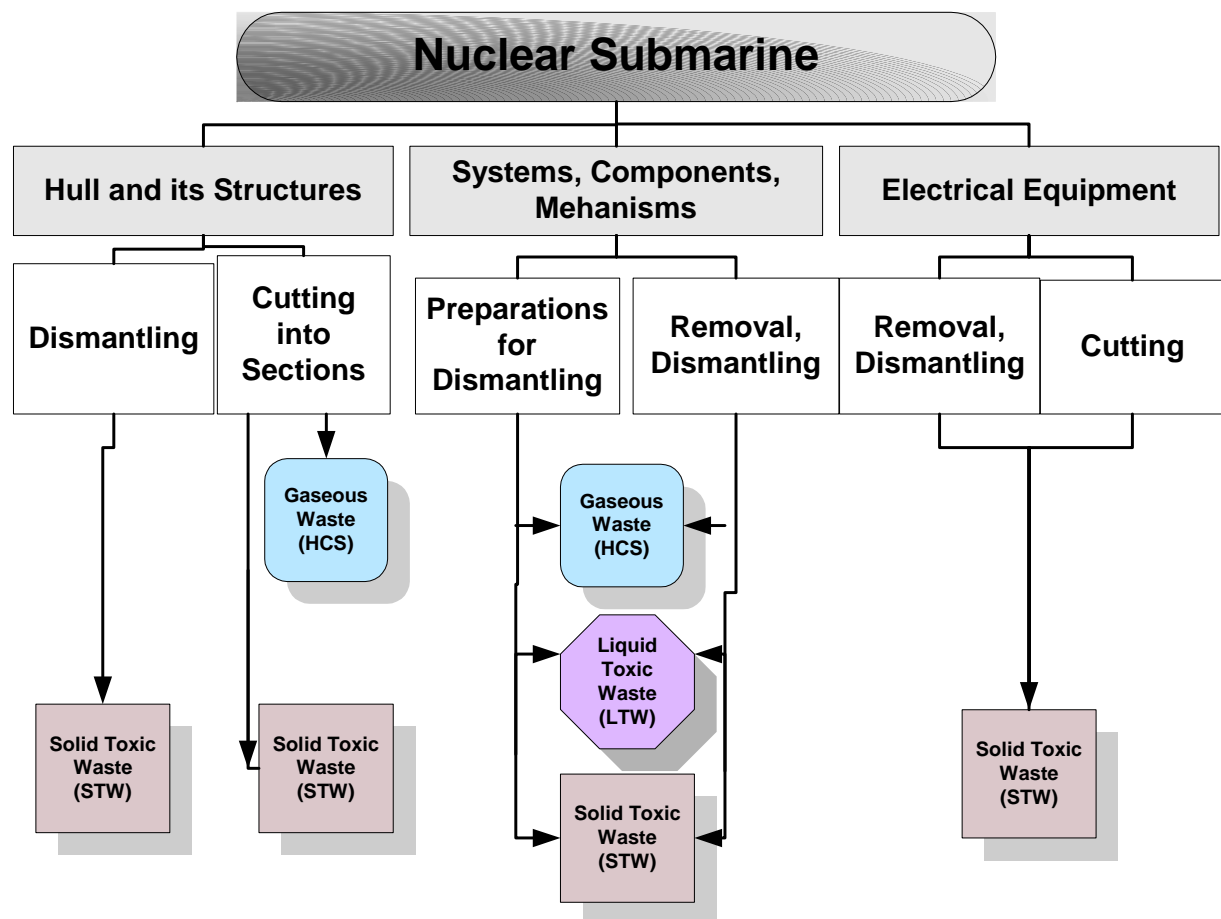 Nuclear Submarine
Hull and its Structures
Systems, Components,
Mehanisms
Electrical Equipment
Dismantling
Cutting
into
Sections
Preparations
for
Dismantling
Removal,
Dismantling
Removal,
Dismantling
Cutting
Gaseous
Waste
(HCS)
Gaseous
Waste
(HCS)
Liquid
Toxic
Waste
(LTW)
Solid Toxic
Waste
(STW)
Solid Toxic
Waste
(STW)
Solid Toxic
Waste
(STW)
Solid Toxic
Waste
(STW)